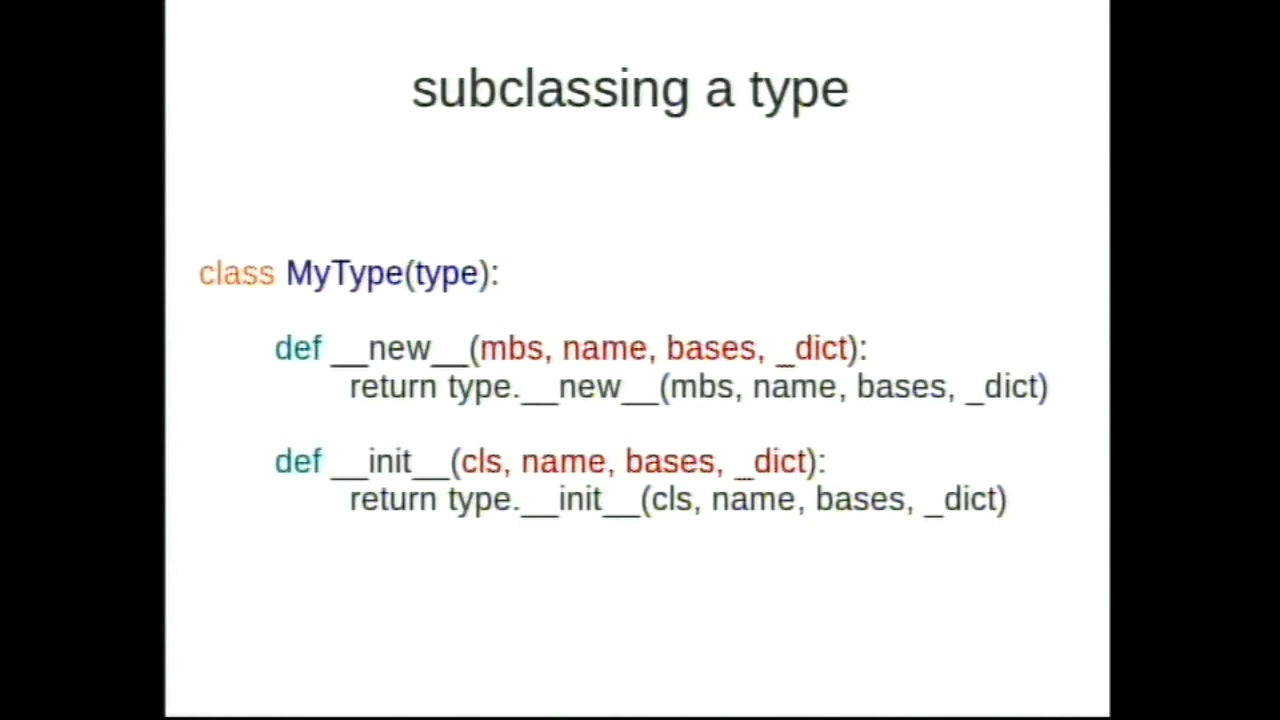 subclassing a type
class MyType(type):
def __new__(mbs, name, bases, _dict):
return type.__new__(mbs, name, bases, _dict)
def __init__(cls, name, bases, _dict):
return type.__init__(cls, name, bases, _dict)